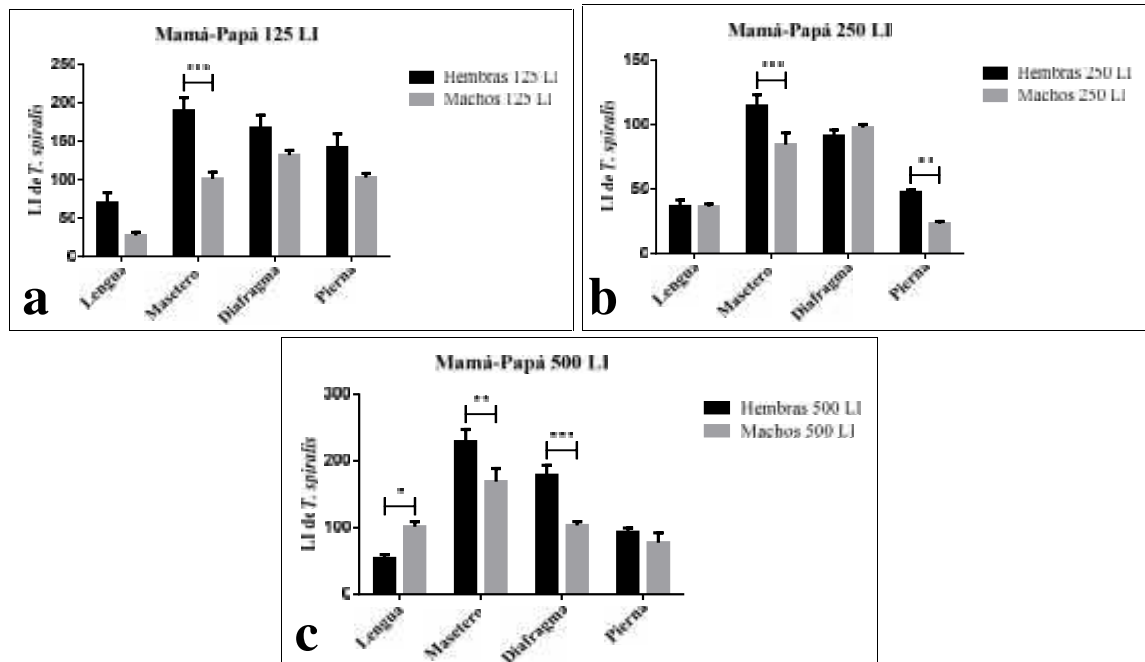 Mamá-Papá 125 LI
250
200
150
100
50
0
LI de T. spiralis
***
Hembras 125 LI
Machos 125 LI
Lengua
Masetero
Diafragma
Pierna
a
Mamá-Papá 250 LI
150
100
50
0
LI de T. spiralis
***
**
Hembras 250 LI
Machos 250 LI
Lengua
Masetero
Diafragma
Pierna
b
Mamá-Papá 500 LI
300
200
100
0
LI de T. spiralis
*
**
***
Hembras 500 LI
Machos 500 LI
Lengua
Masetero
Diafragma
Pierna
c